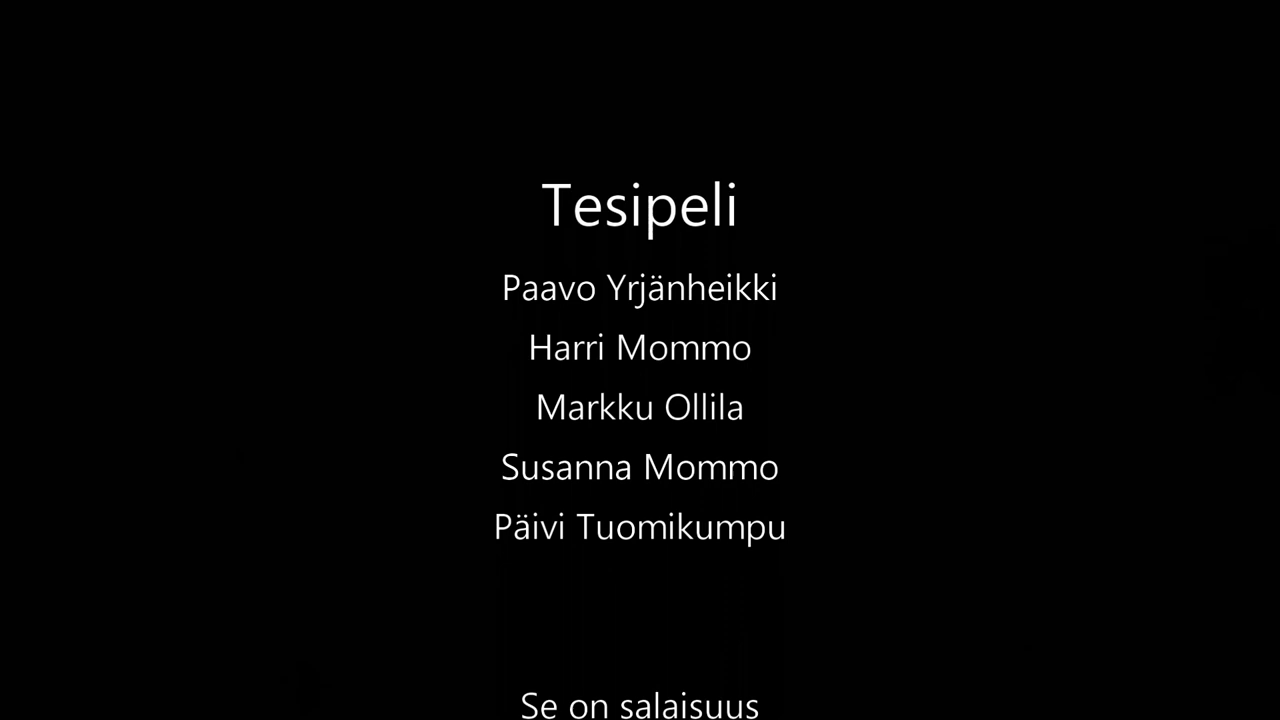 Tesipeli
Paavo Yrjänheikki
Harri Mommo
Markku Ollila
Susanna Mommo
Päivi Tuomikumpu
Se on salaisuus